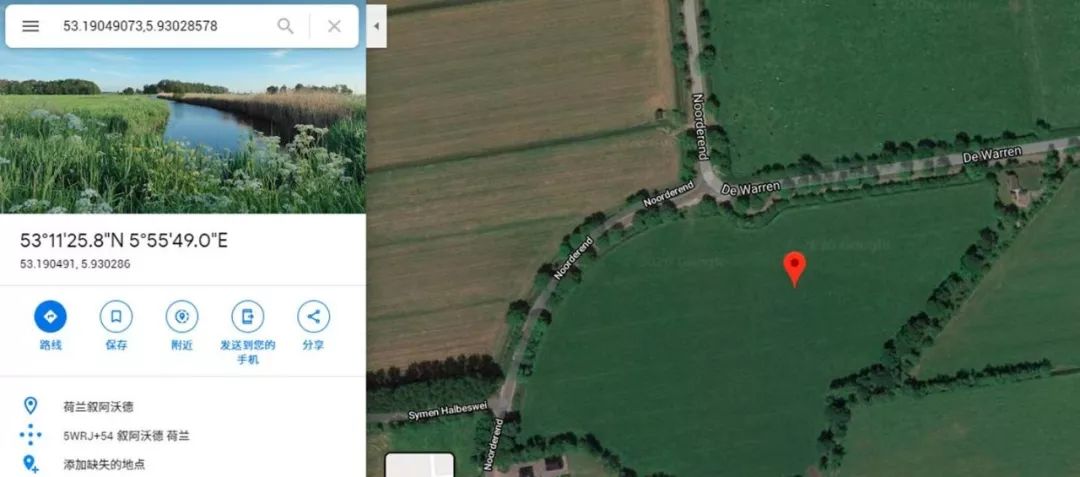 53.19049073,5.93028578
53°11'25.8"N 5°55'49.0"E
53.190491, 5.930286
路线
保存
附近
发送到您的
手机
分享
荷兰叙阿沃德
5WRJ+54 叙阿沃德 荷兰
添加缺失的地点
Noorderend
De Warren
De Warren
Noorderend
Noorderend
Symen Halbeswei
Noorderend